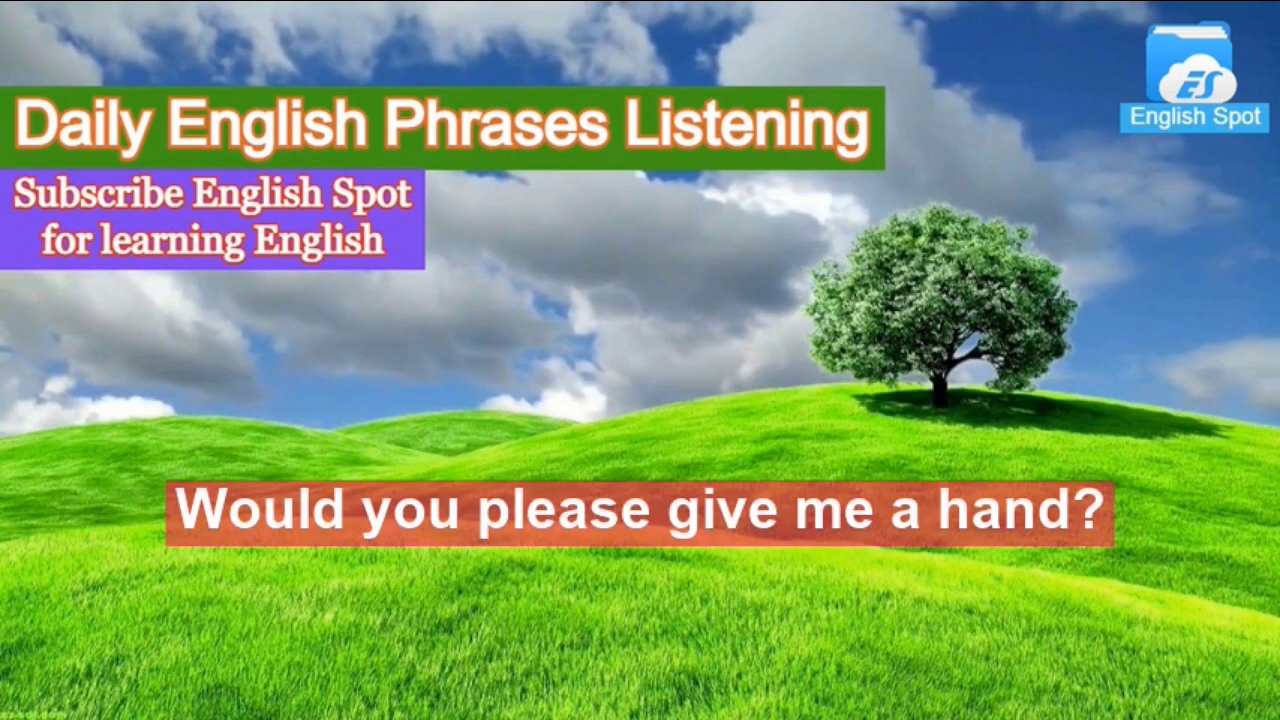 Daily English Phrases Listening
Subscribe English Spot
for learning English
ES
English Spot
Would you please give me a hand?